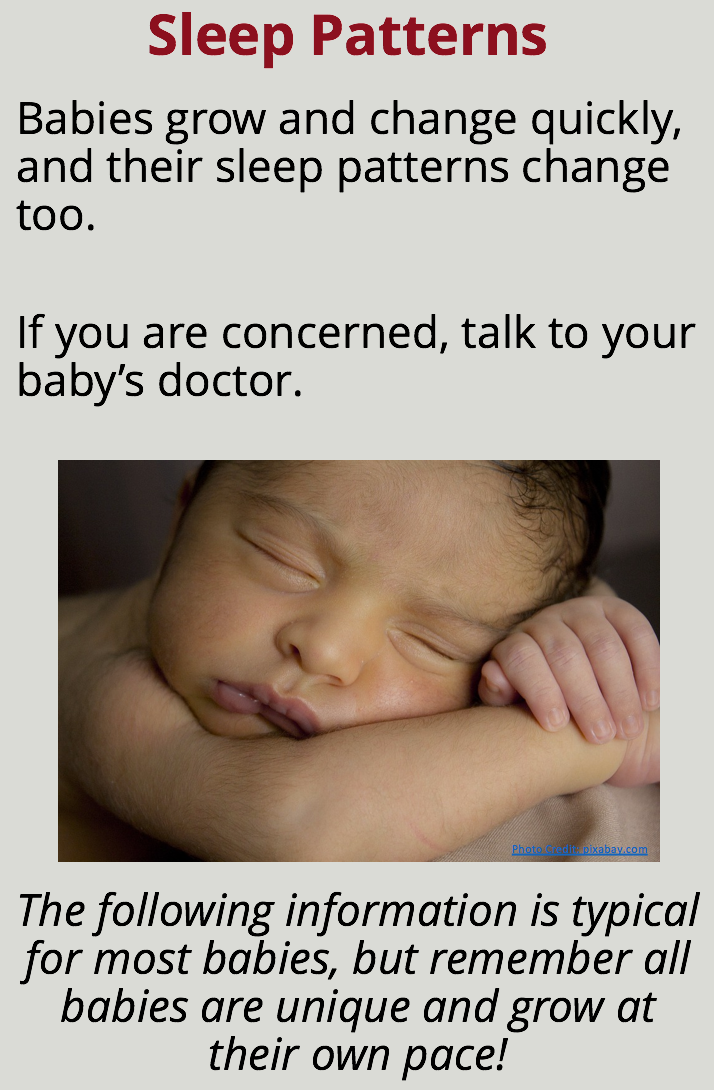 Sleep Patterns
Babies grow and change quickly,
and their sleep patterns change
too.
If you are concerned, talk to your
baby’s doctor.
Photo Credit: pixabay.com
The following information is typical
for most babies, but remember all
babies are unique and grow at
their own pace!